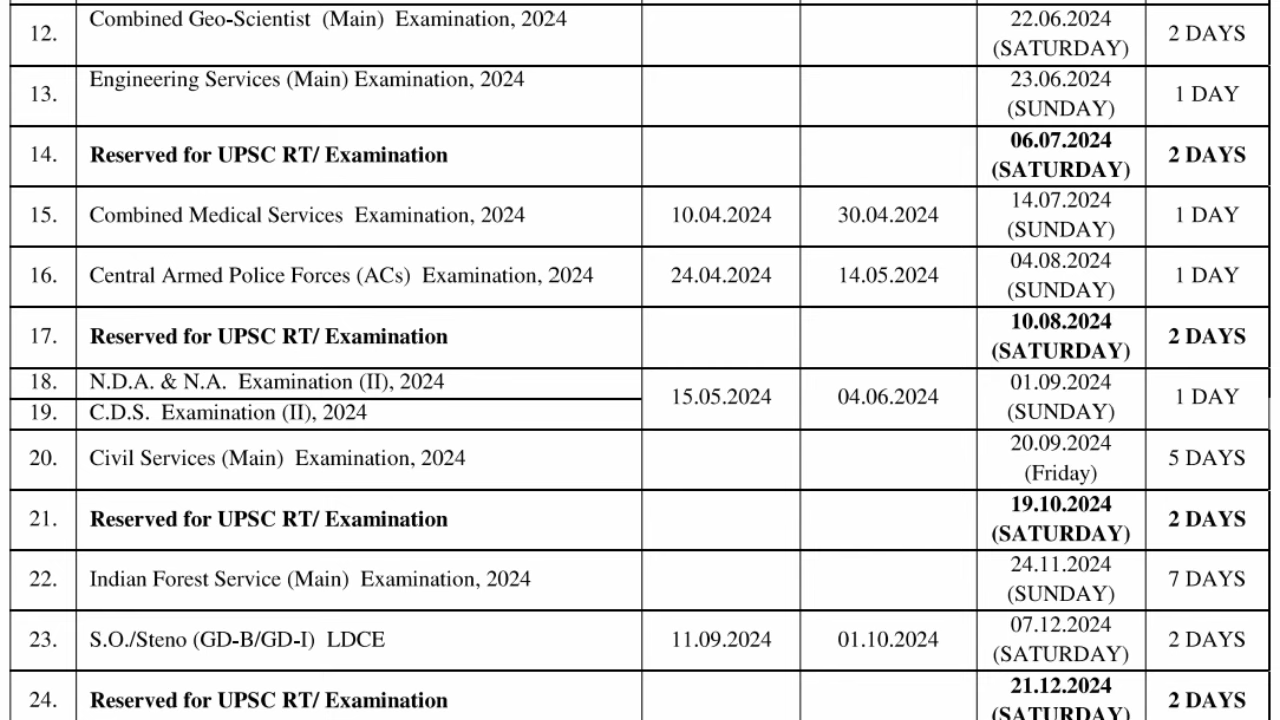 12. Combined Geo-Scientist (Main) Examination, 2024 22.06.2024 (SATURDAY) 2 DAYS
13. Engineering Services (Main) Examination, 2024 23.06.2024 (SUNDAY) 1 DAY
14. Reserved for UPSC RT/ Examination 06.07.2024 (SATURDAY) 2 DAYS
15. Combined Medical Services Examination, 2024 10.04.2024 30.04.2024 14.07.2024 (SUNDAY) 1 DAY
16. Central Armed Police Forces (ACs) Examination, 2024 24.04.2024 14.05.2024 04.08.2024 (SUNDAY) 1 DAY
17. Reserved for UPSC RT/ Examination 10.08.2024 (SATURDAY) 2 DAYS
18. N.D.A. & N.A. Examination (II), 2024 15.05.2024 04.06.2024 01.09.2024 (SUNDAY) 1 DAY
19. C.D.S. Examination (II), 2024
20. Civil Services (Main) Examination, 2024 20.09.2024 (Friday) 5 DAYS
21. Reserved for UPSC RT/ Examination 19.10.2024 (SATURDAY) 2 DAYS
22. Indian Forest Service (Main) Examination, 2024 24.11.2024 (SUNDAY) 7 DAYS
23. S.O./Steno (GD-B/GD-I) LDCE 11.09.2024 01.10.2024 07.12.2024 (SATURDAY) 2 DAYS
24. Reserved for UPSC RT/ Examination 21.12.2024 (SATURDAY) 2 DAYS